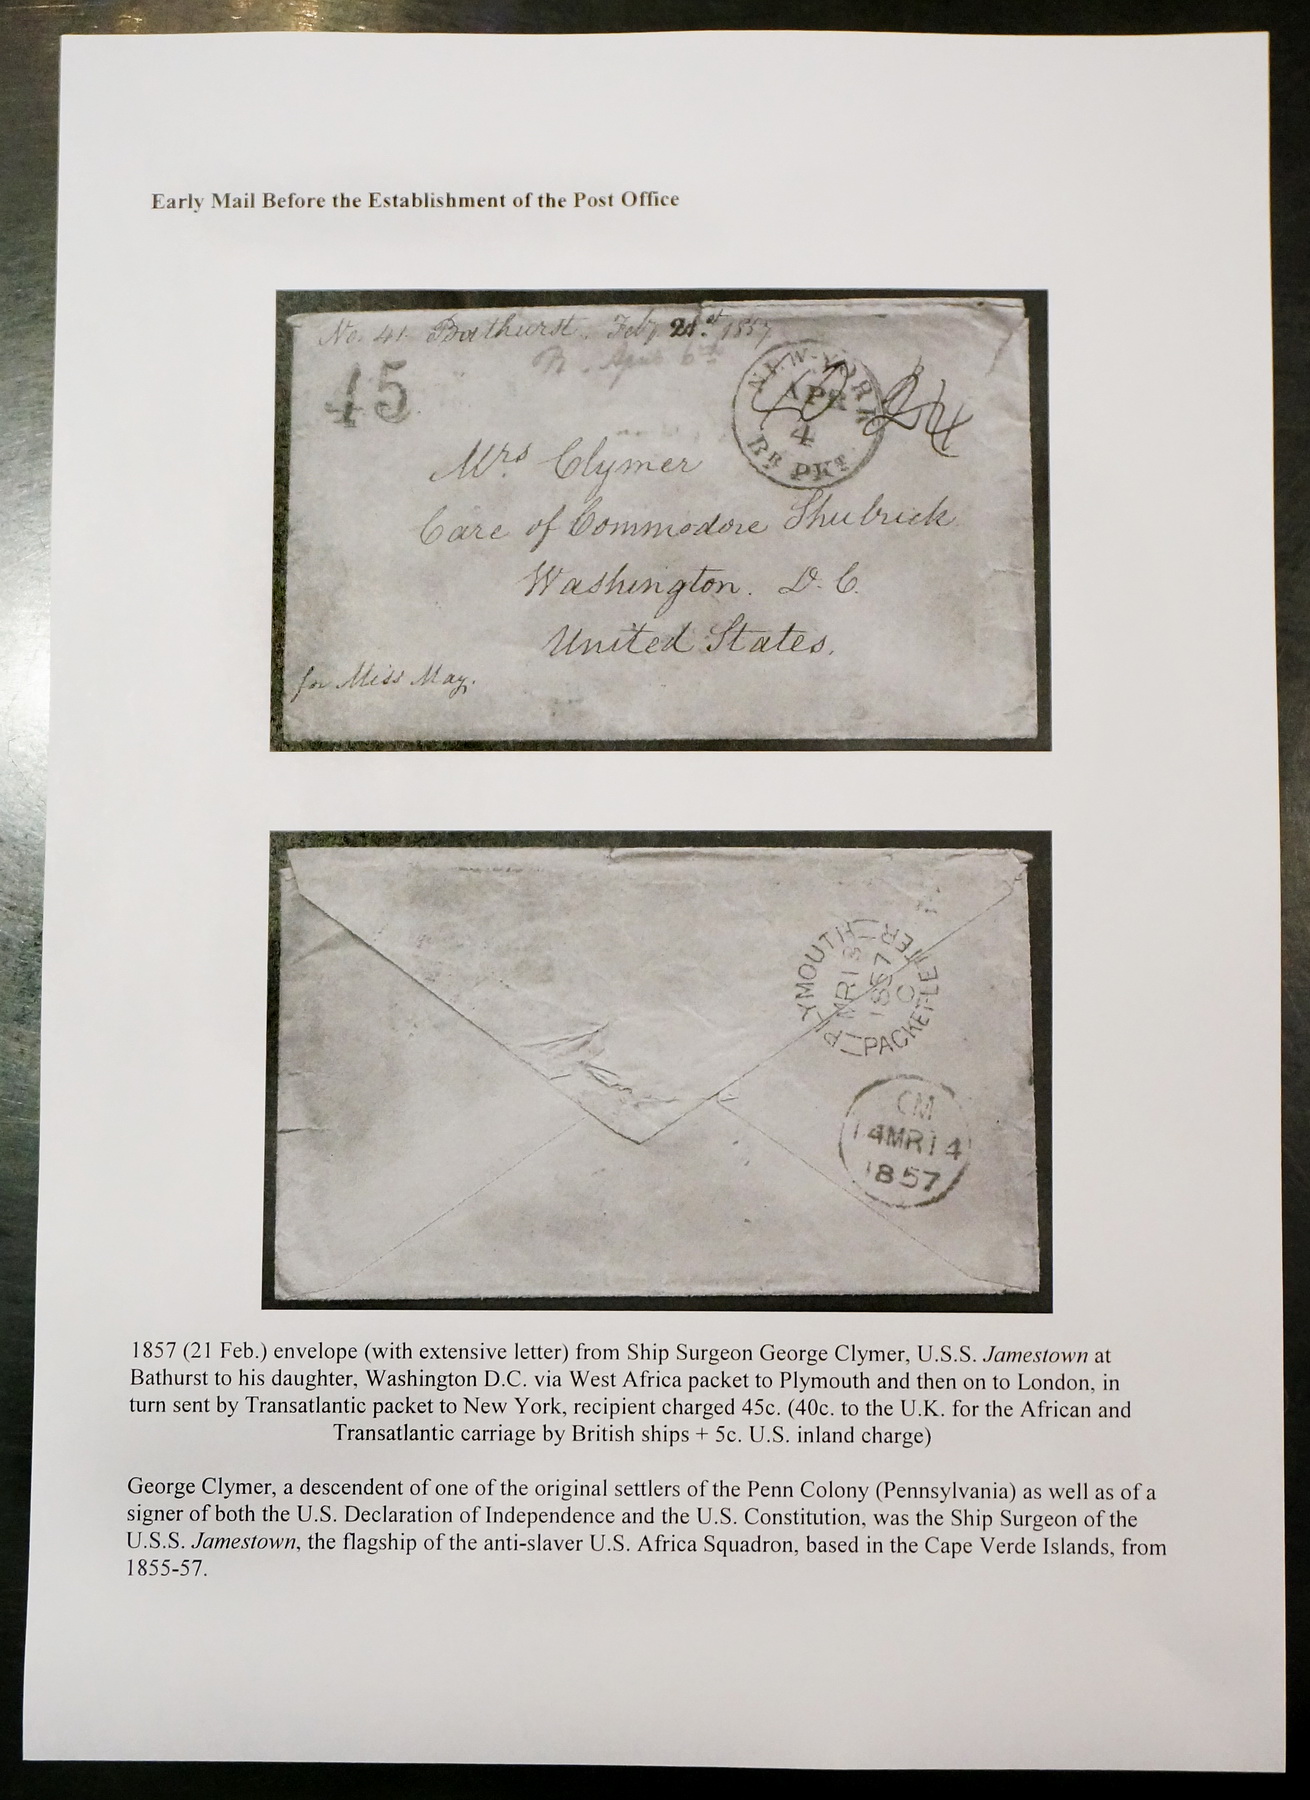 Early Mail Before the Establishment of the Post Office
No. 41 Bathurst. Feby 21st 1857
R. April 6th
45
NEW-YORK
APR
4
BR PKT
40
24
Mrs Clymer
Care of Commodore Shubrick
Washington. D. C.
United States.
for Miss May.
PLYMOUTH
MR 13
1857
C
PACKET-LETTER
CM
14MR14
1857
1857 (21 Feb.) envelope (with extensive letter) from Ship Surgeon George Clymer, U.S.S. Jamestown at
Bathurst to his daughter, Washington D.C. via West Africa packet to Plymouth and then on to London, in
turn sent by Transatlantic packet to New York, recipient charged 45c. (40c. to the U.K. for the African and
Transatlantic carriage by British ships + 5c. U.S. inland charge)
George Clymer, a descendent of one of the original settlers of the Penn Colony (Pennsylvania) as well as of a
signer of both the U.S. Declaration of Independence and the U.S. Constitution, was the Ship Surgeon of the
U.S.S. Jamestown, the flagship of the anti-slaver U.S. Africa Squadron, based in the Cape Verde Islands, from
1855-57.